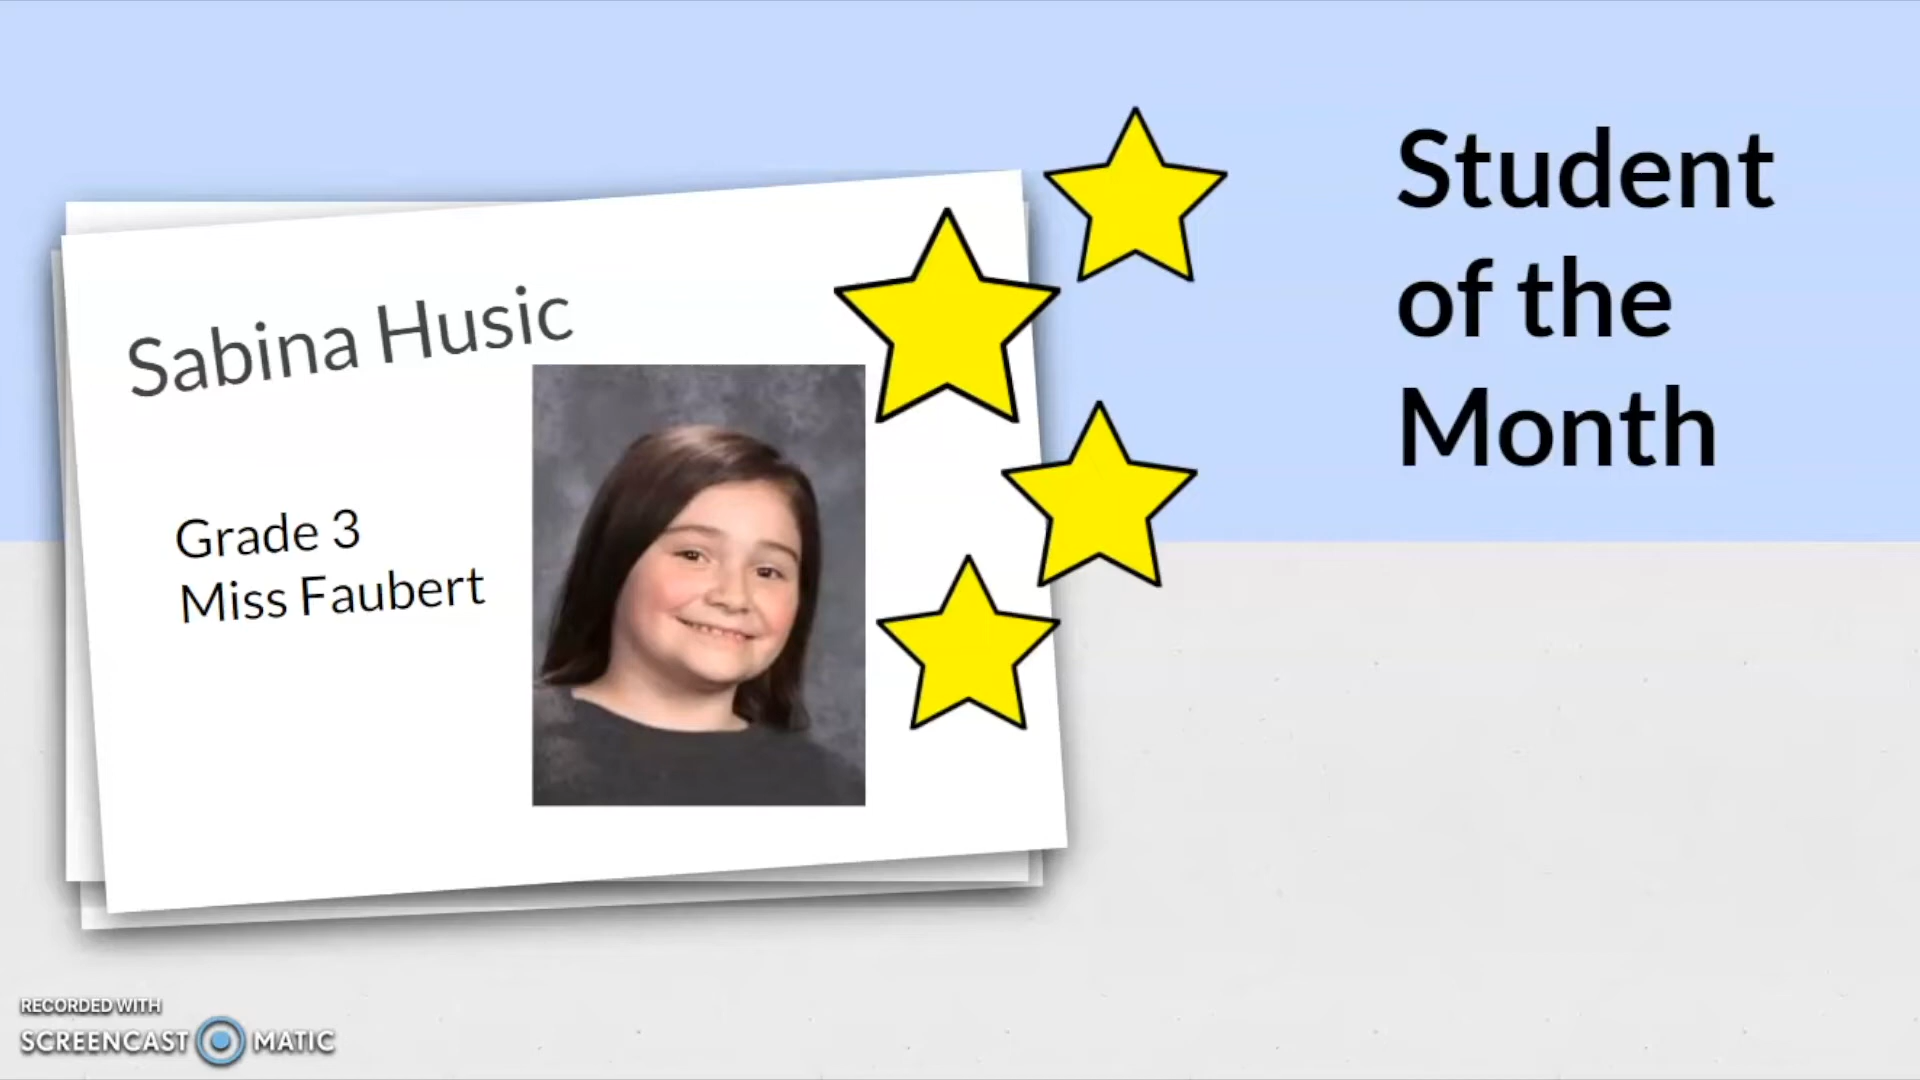 Student
of the
Month
Sabina Husic
Grade 3
Miss Faubert
RECORDED WITH
SCREENCAST MATIC